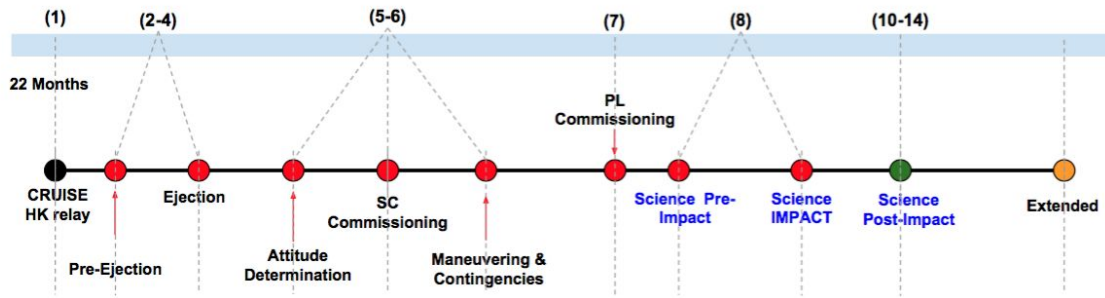 (1)
(2-4)
(5-6)
(7)
(8)
(10-14)
22 Months
PL
Commissioning
CRUISE
HK relay
Pre-Ejection
Ejection
Attitude
Determination
SC
Commissioning
Maneuvering &
Contingencies
Science Pre-
Impact
Science
IMPACT
Science
Post-Impact
Extended